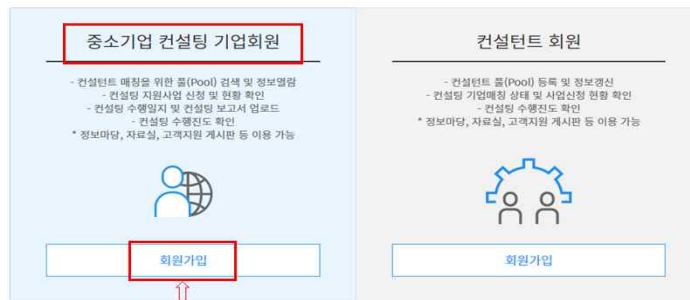 중소기업 컨설팅 기업회원
- 컨설턴트 매칭을 위한 풀(Pool) 검색 및 정보열람
- 컨설팅 지원사업 신청 및 현황 확인
- 컨설팅 수행일지 및 컨설팅 보고서 업로드
- 컨설팅 수행진도 확인
* 정보마당, 자료실, 고객지원 게시판 등 이용 가능
회원가입
컨설턴트 회원
- 컨설턴트 풀(Pool) 등록 및 정보갱신
- 컨설팅 기업매칭 상태 및 사업신청 현황 확인
- 컨설팅 수행진도 확인
* 정보마당, 자료실, 고객지원 게시판 등 이용 가능
회원가입